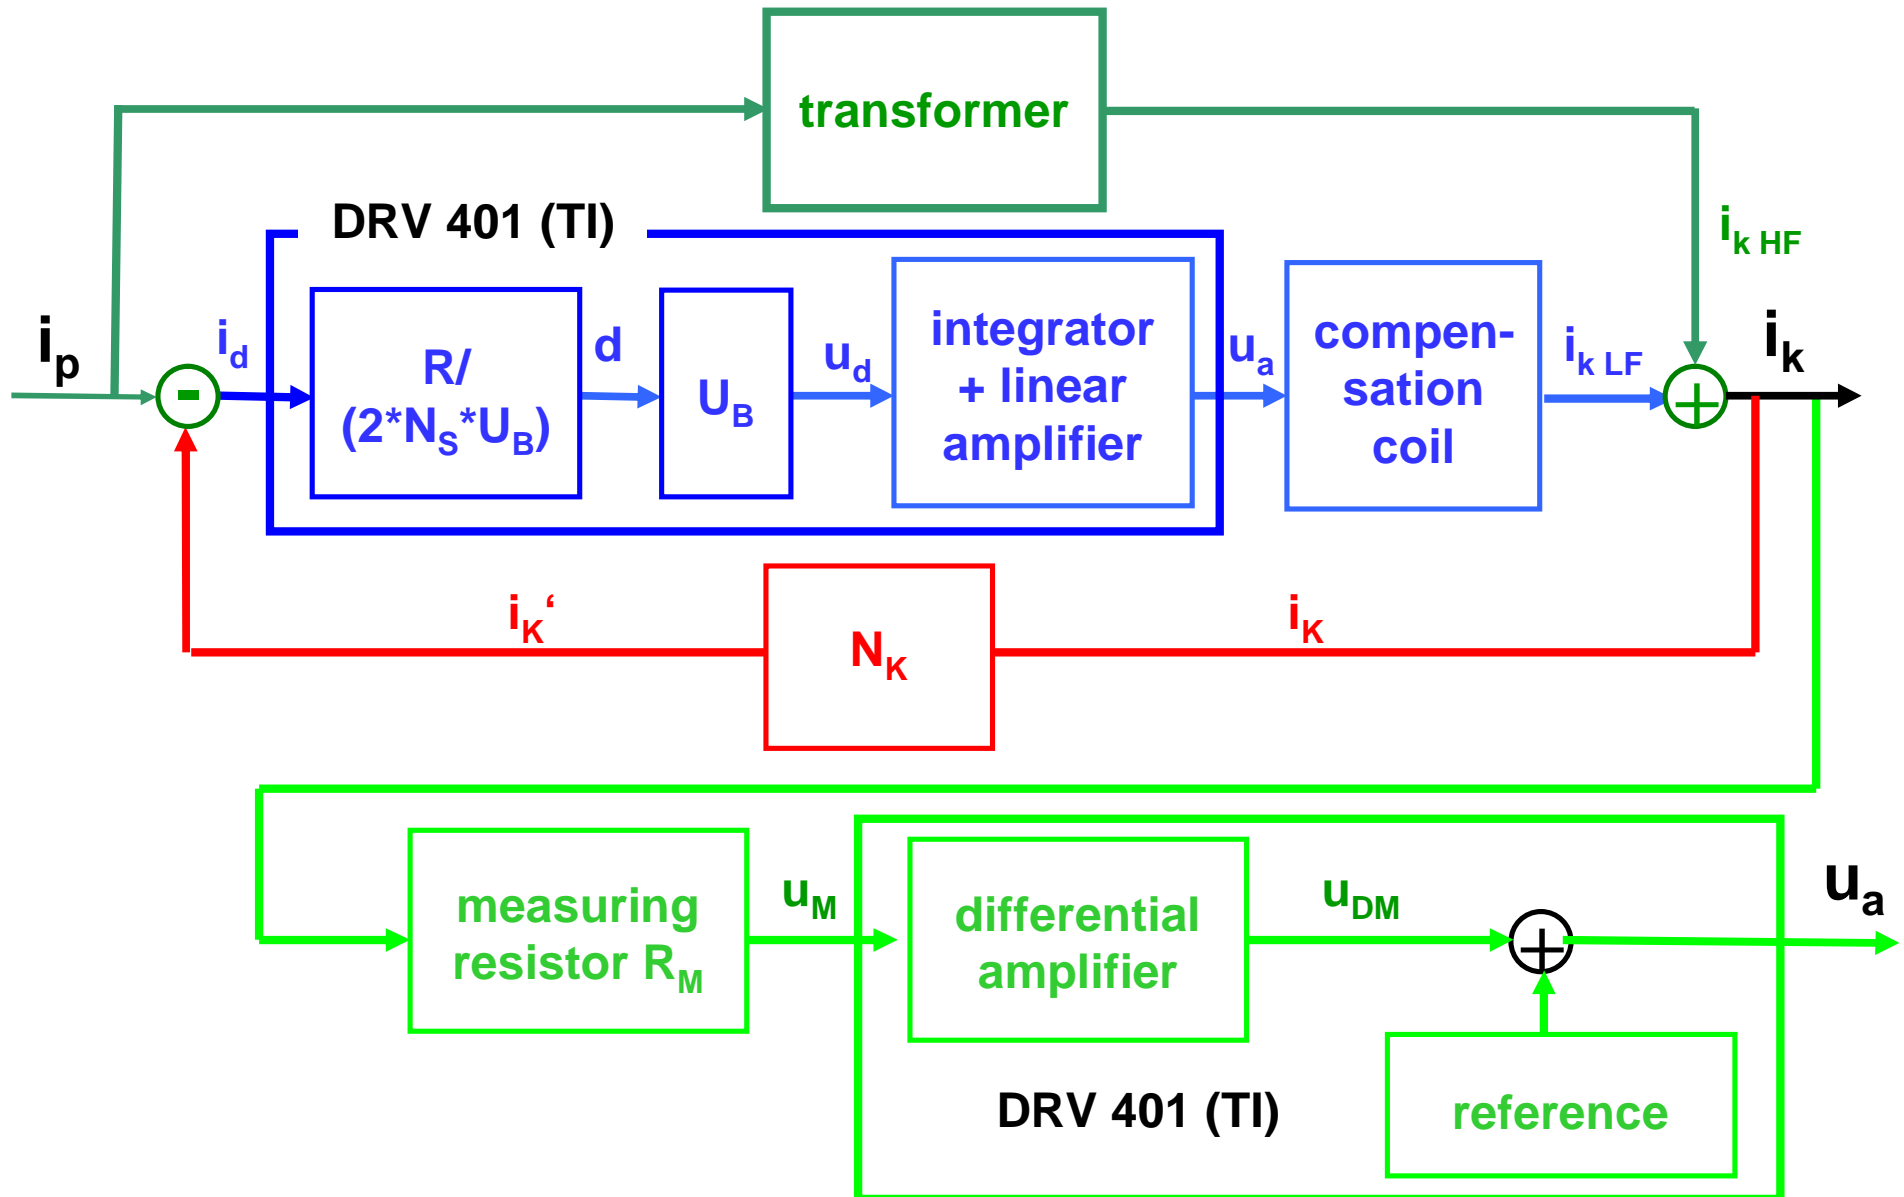 transformer
DRV 401 (TI)
i_k HF
i_p
i_d
R/
(2*N_S*U_B)
d
U_B
u_d
integrator
+ linear
amplifier
u_a
compen-
sation
coil
i_k LF
i_k
-
+
i_K‘
N_K
i_K
measuring
resistor R_M
u_M
differential
amplifier
u_DM
+
u_a
DRV 401 (TI)
reference